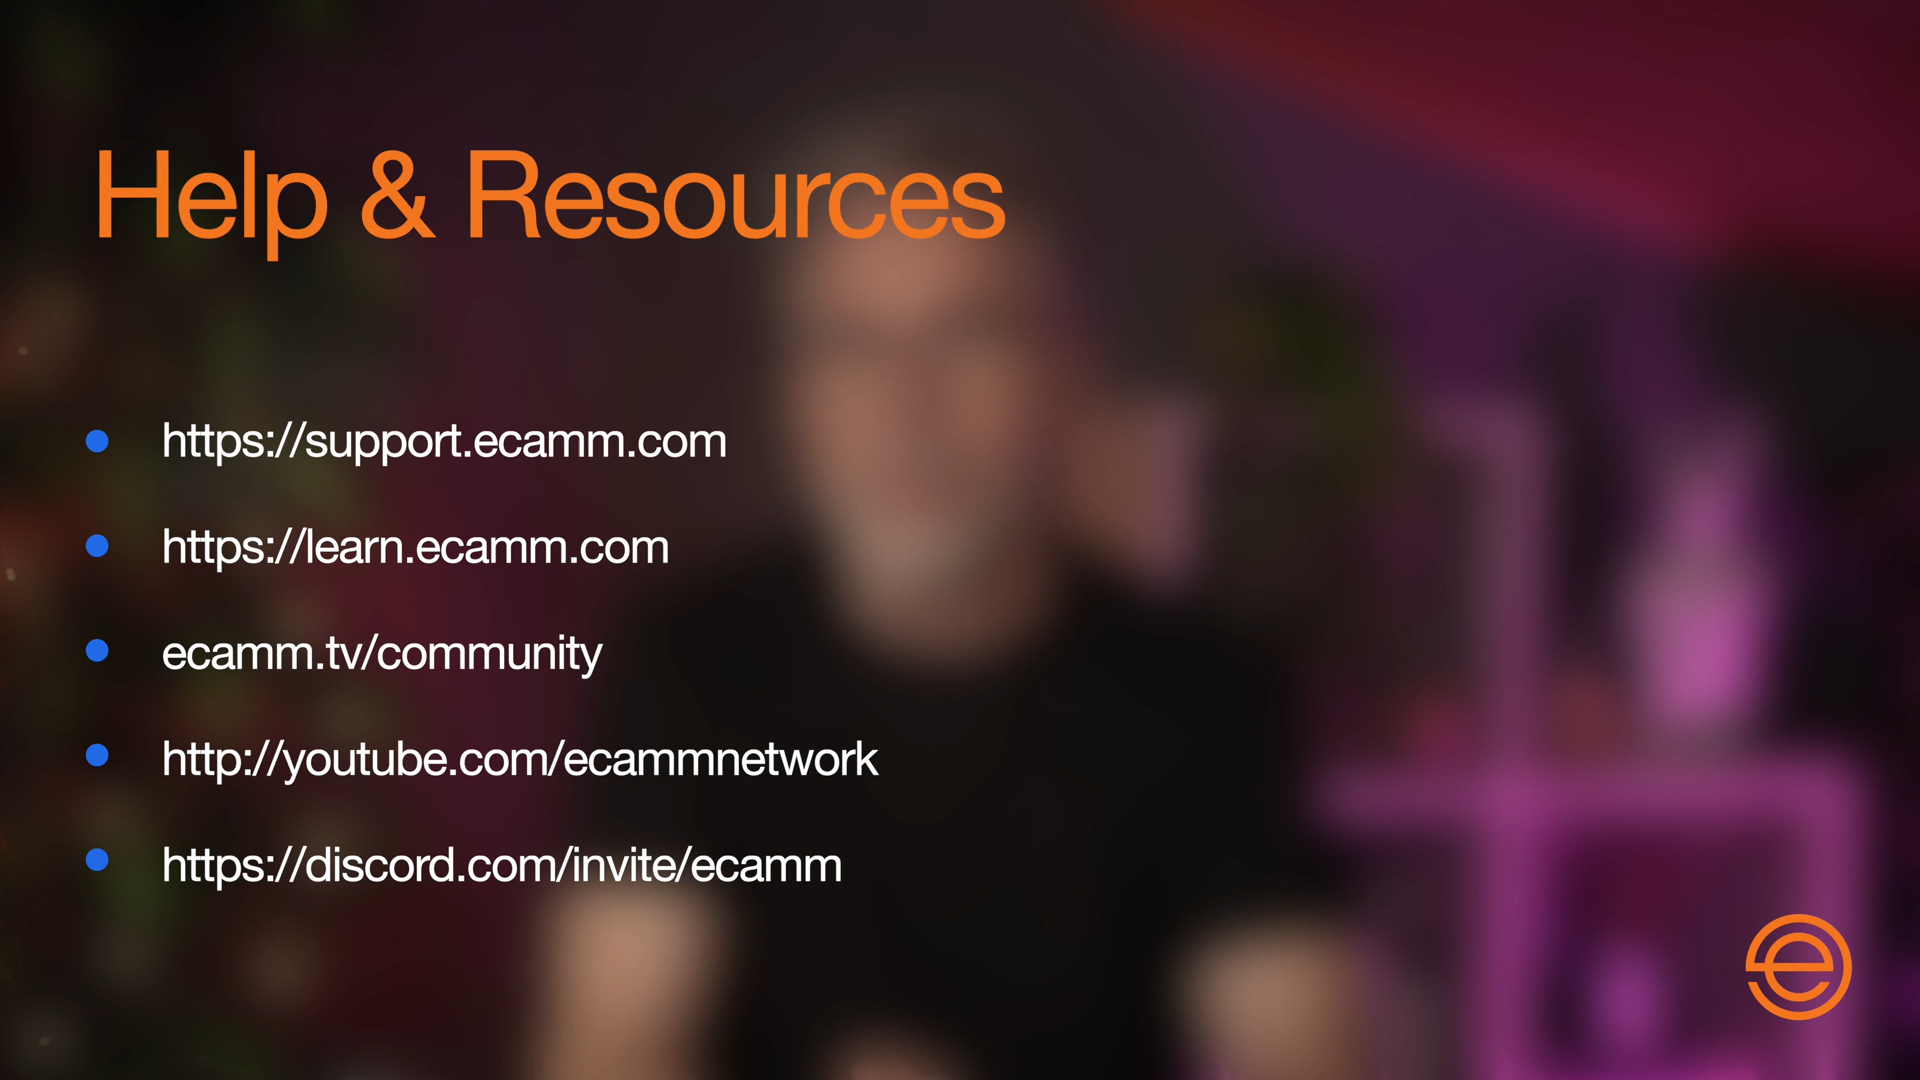 Help & Resources
https://support.ecamm.com
https://learn.ecamm.com
ecamm.tv/community
http://youtube.com/ecammnetwork
https://discord.com/invite/ecamm